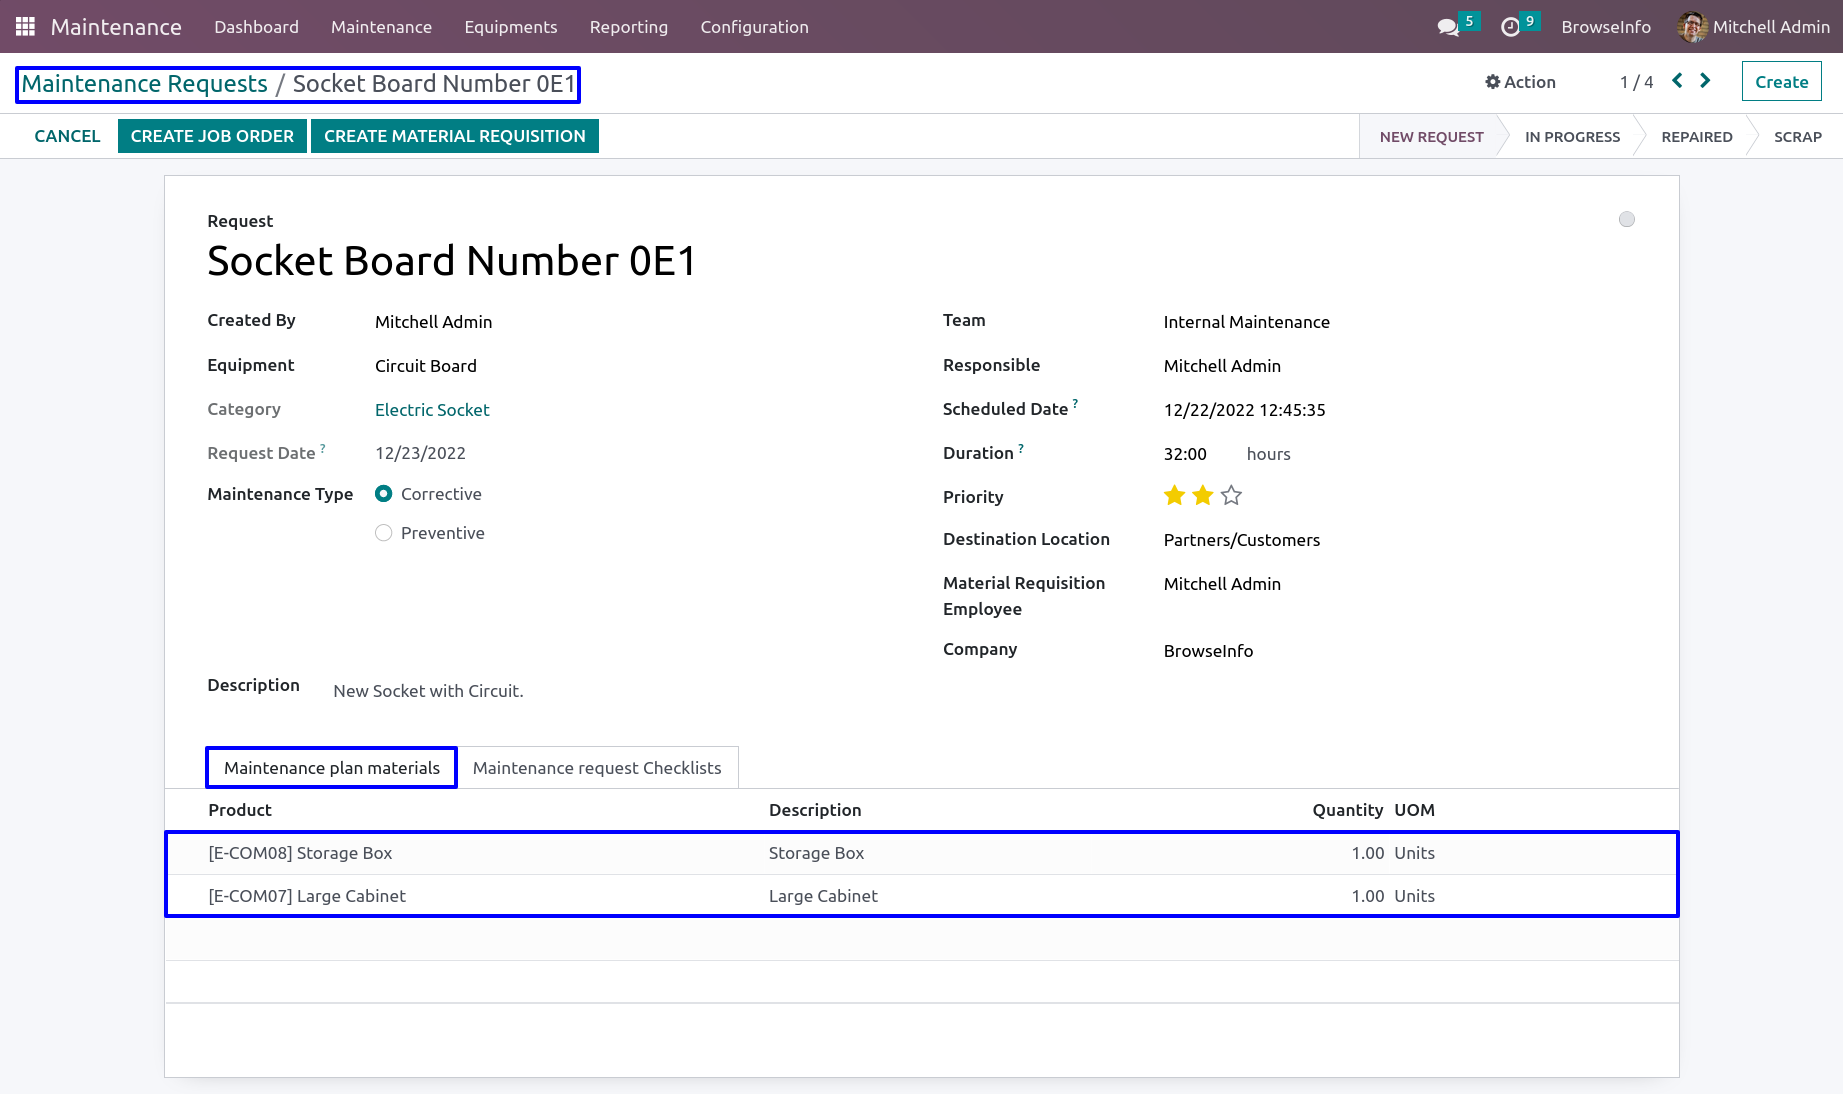 Maintenance Dashboard Maintenance Equipments Reporting Configuration 5 9 BrowseInfo Mitchell Admin
Maintenance Requests / Socket Board Number 0E1 Action 1 / 4 Create
CANCEL CREATE JOB ORDER CREATE MATERIAL REQUISITION NEW REQUEST IN PROGRESS REPAIRED SCRAP
Request
Socket Board Number 0E1
Created By Mitchell Admin
Equipment Circuit Board
Category Electric Socket
Request Date ? 12/23/2022
Maintenance Type Corrective
Preventive
Team Internal Maintenance
Responsible Mitchell Admin
Scheduled Date ? 12/22/2022 12:45:35
Duration ? 32:00 hours
Priority
Destination Location Partners/Customers
Material Requisition Mitchell Admin
Employee
Company BrowseInfo
Description New Socket with Circuit.
Maintenance plan materials Maintenance request Checklists
Product Description Quantity UOM
[E-COM08] Storage Box Storage Box 1.00 Units
[E-COM07] Large Cabinet Large Cabinet 1.00 Units